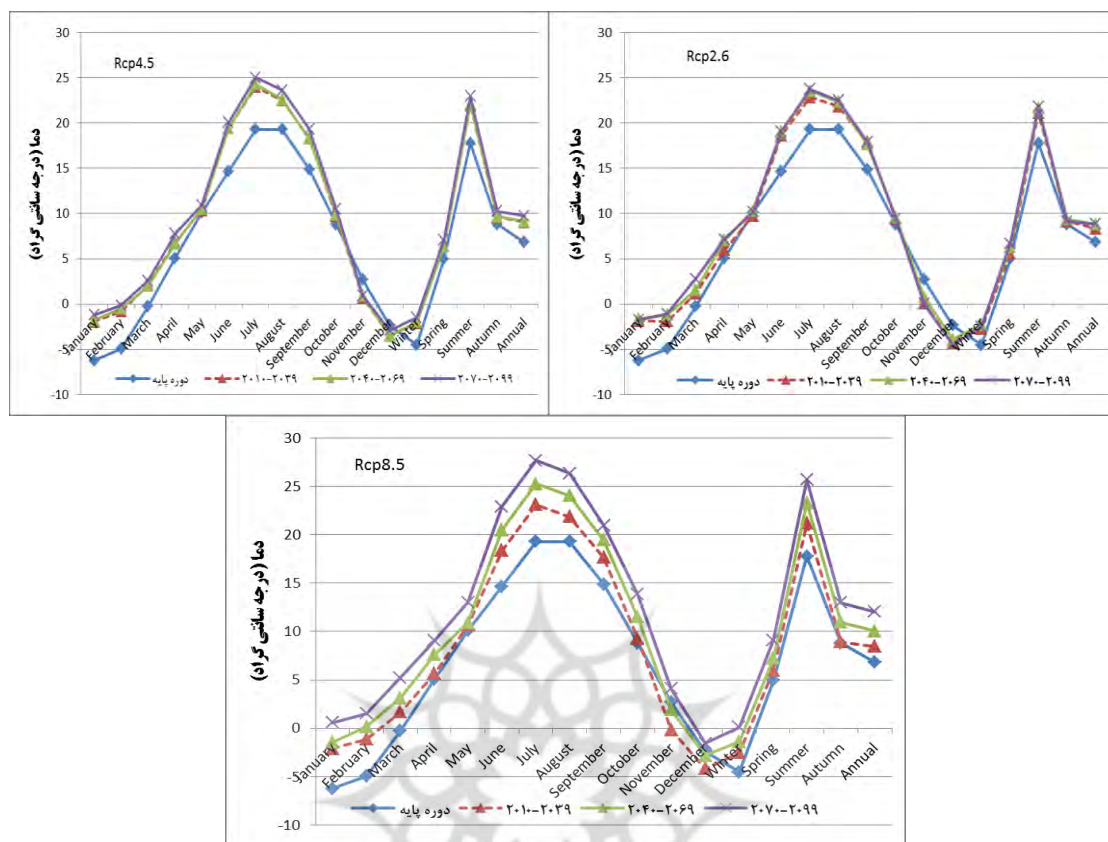 Rcp4.5
دما (درجه سانتی گراد)
30
25
20
15
10
5
0
-5
-10
January
February
March
April
May
June
July
August
September
October
November
December
Winter
Spring
Summer
Autumn
Annual
دوره پایه
۲۰۱۰-۲۰۳۹
۲۰۴۰-۲۰۶۹
۲۰۷۰-۲۰۹۹
Rcp2.6
دما (درجه سانتی گراد)
30
25
20
15
10
5
0
-5
-10
January
February
March
April
May
June
July
August
September
October
November
December
Winter
Spring
Summer
Autumn
Annual
دوره پایه
۲۰۱۰-۲۰۳۹
۲۰۴۰-۲۰۶۹
۲۰۷۰-۲۰۹۹
Rcp8.5
دما (درجه سانتی گراد)
30
25
20
15
10
5
0
-5
-10
January
February
March
April
May
June
July
August
September
October
November
December
Winter
Spring
Summer
Autumn
Annual
دوره پایه
۲۰۱۰-۲۰۳۹
۲۰۴۰-۲۰۶۹
۲۰۷۰-۲۰۹۹